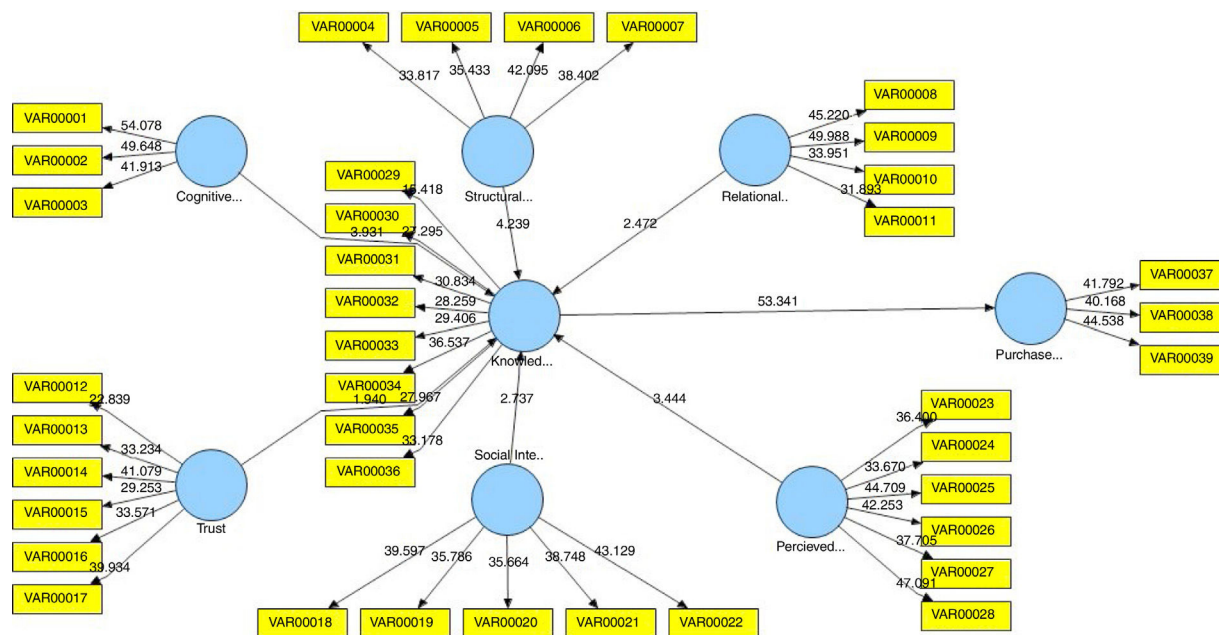 VAR00004
VAR00005
VAR00006
VAR00007
33.817
35.433
42.095
38.402
VAR00001
VAR00002
VAR00003
54.078
49.648
41.913
Cognitive...
Structural...
VAR00008
VAR00009
VAR00010
VAR00011
45.220
49.988
33.951
31.893
Relational..
3.931
4.239
2.472
VAR00029
VAR00030
VAR00031
VAR00032
VAR00033
VAR00034
VAR00035
VAR00036
15.418
27.295
30.834
28.259
29.406
36.537
27.967
33.178
Knowled...
53.341
VAR00037
VAR00038
VAR00039
41.792
40.168
44.538
Purchase...
VAR00012
VAR00013
VAR00014
VAR00015
VAR00016
VAR00017
22.839
33.234
41.079
29.253
33.571
39.934
Trust
1.940
2.737
3.444
Social Inte..
39.597
35.786
35.664
38.748
43.129
VAR00018
VAR00019
VAR00020
VAR00021
VAR00022
Percieved...
36.400
33.670
44.709
42.253
37.705
47.091
VAR00023
VAR00024
VAR00025
VAR00026
VAR00027
VAR00028